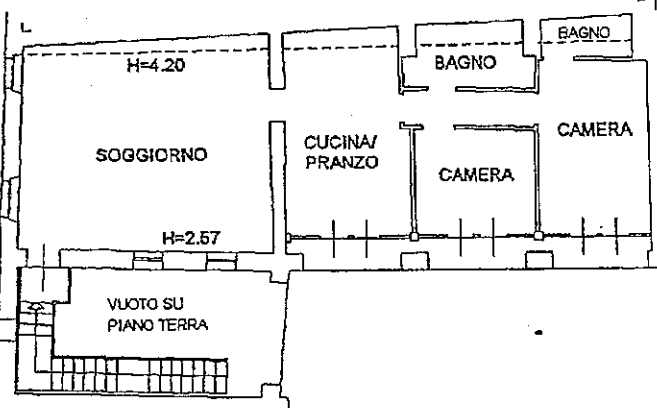 BAGNO
H=4.20
BAGNO
SOGGIORNO
CUCINA/
PRANZO
CAMERA
CAMERA
H=2.57
VUOTO SU
PIANO TERRA